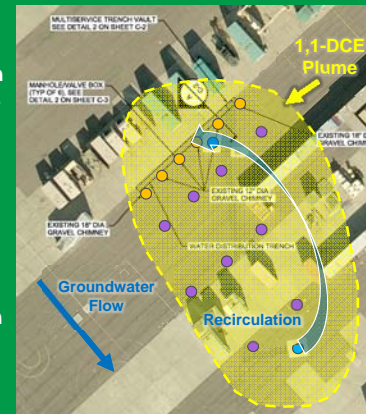 MULTISERVICE TRENCH VAULT
SEE DETAIL 2 ON SHEET C-2
1,1-DCE
Plume
MANHOLE/VALVE BOX
(TYP OF 6), SEE
DETAIL 2 ON SHEET C-3
EXISTING 18" DIA
GRAVEL CHIMNEY
EXISTING 12" DIA
GRAVEL CHIMNEY
EXISTING 18" DIA
GRAVEL CHIMNEY
WATER DISTRIBUTION TRENCH
Groundwater
Flow
Recirculation